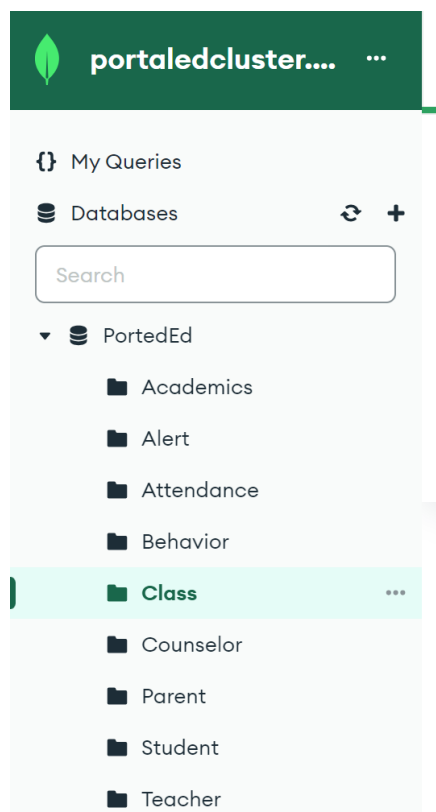 portaledcluster....
{} My Queries
Databases
Search
PortedEd
Academics
Alert
Attendance
Behavior
Class
Counselor
Parent
Student
Teacher